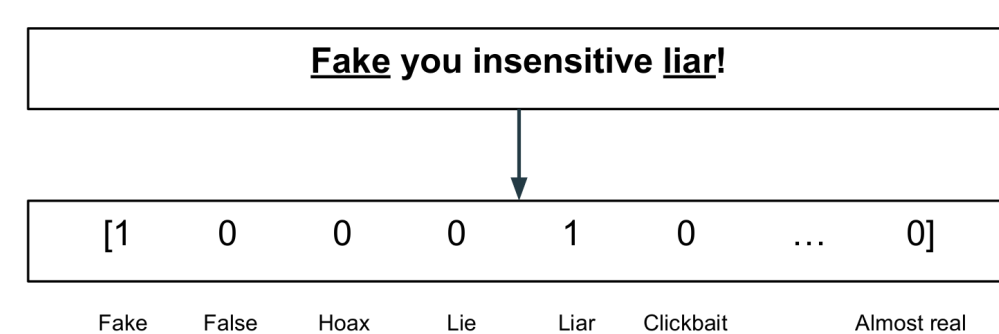 Fake you insensitive liar!
[1 0 0 0 1 0 ... 0]
Fake False Hoax Lie Liar Clickbait Almost real